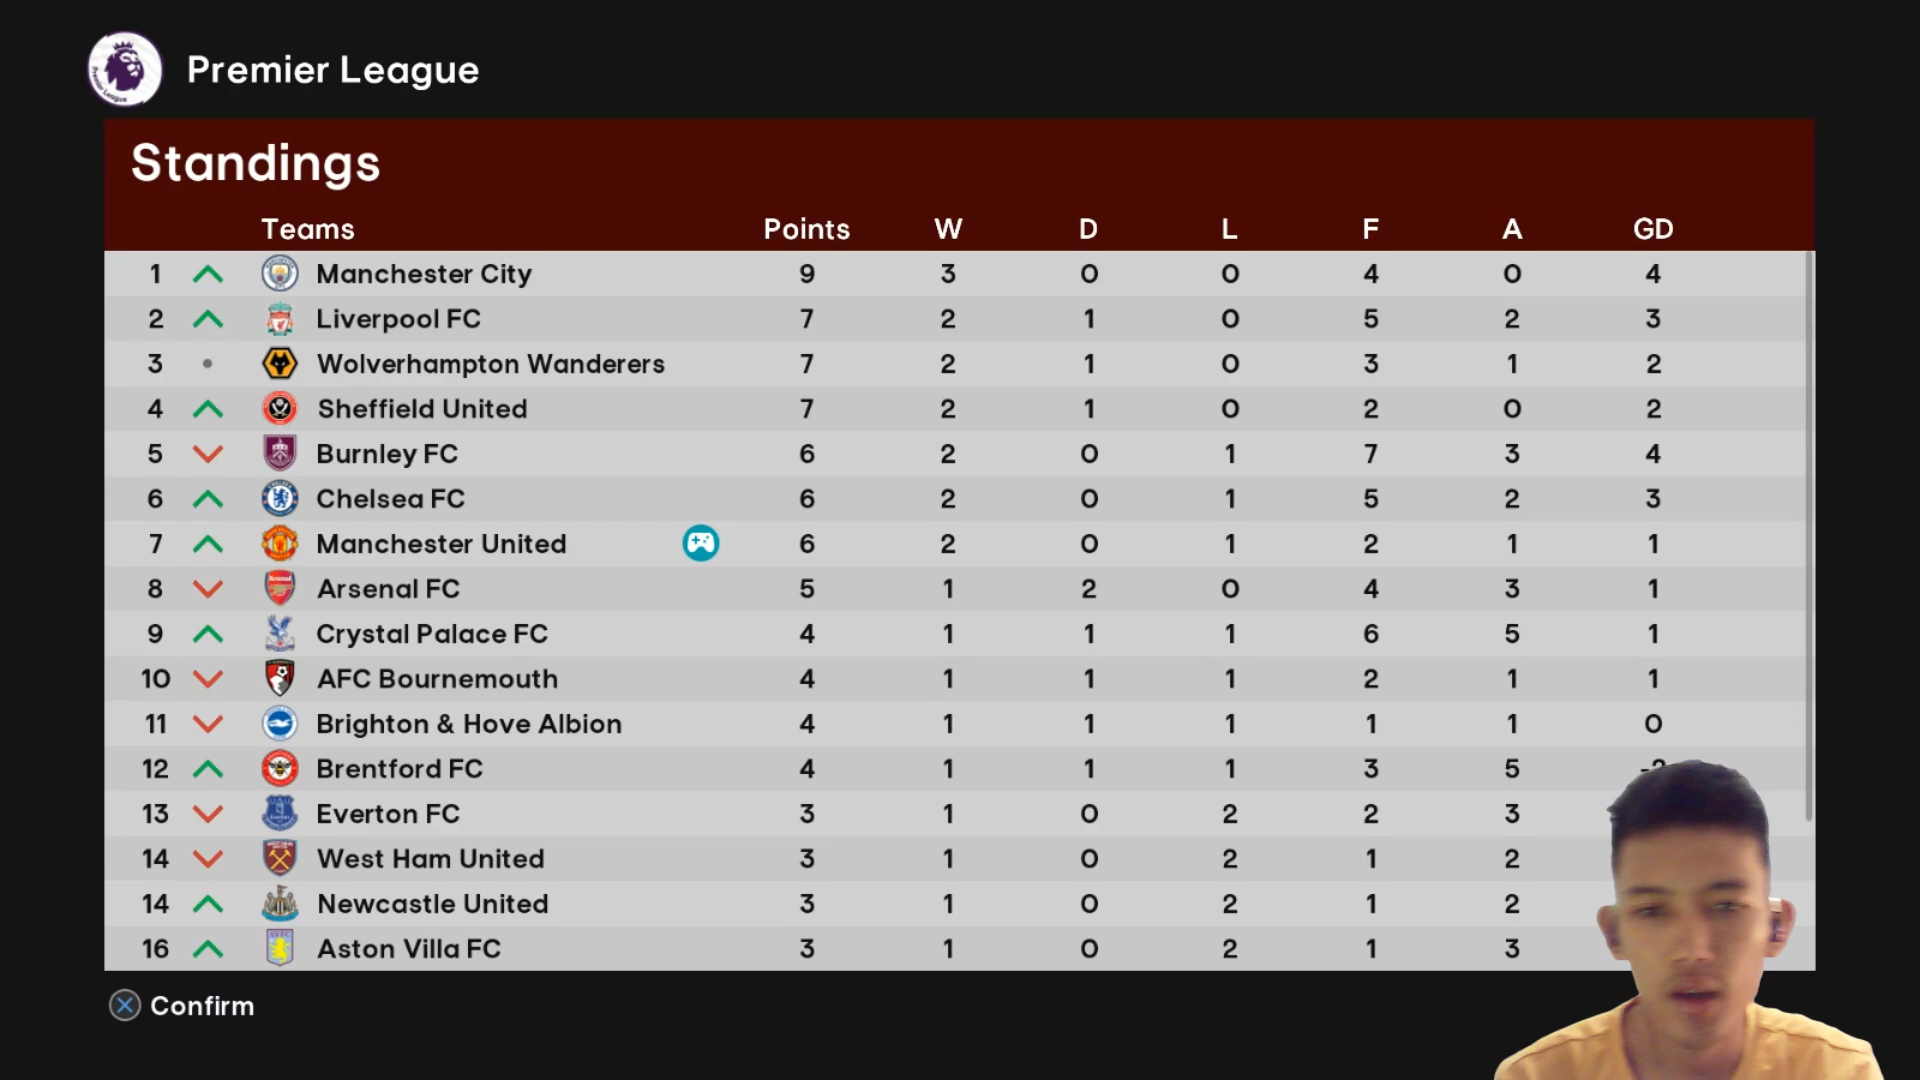 Premier League
Standings
Teams Points W D L F A GD
1 Manchester City 9 3 0 0 4 0 4
2 Liverpool FC 7 2 1 0 5 2 3
3 Wolverhampton Wanderers 7 2 1 0 3 1 2
4 Sheffield United 7 2 1 0 2 0 2
5 Burnley FC 6 2 0 1 7 3 4
6 Chelsea FC 6 2 0 1 5 2 3
7 Manchester United 6 2 0 1 2 1 1
8 Arsenal FC 5 1 2 0 4 3 1
9 Crystal Palace FC 4 1 1 1 6 5 1
10 AFC Bournemouth 4 1 1 1 2 1 1
11 Brighton & Hove Albion 4 1 1 1 1 1 0
12 Brentford FC 4 1 1 1 3 5 -2
13 Everton FC 3 1 0 2 2 3
14 West Ham United 3 1 0 2 1 2
14 Newcastle United 3 1 0 2 1 2
16 Aston Villa FC 3 1 0 2 1 3
Confirm